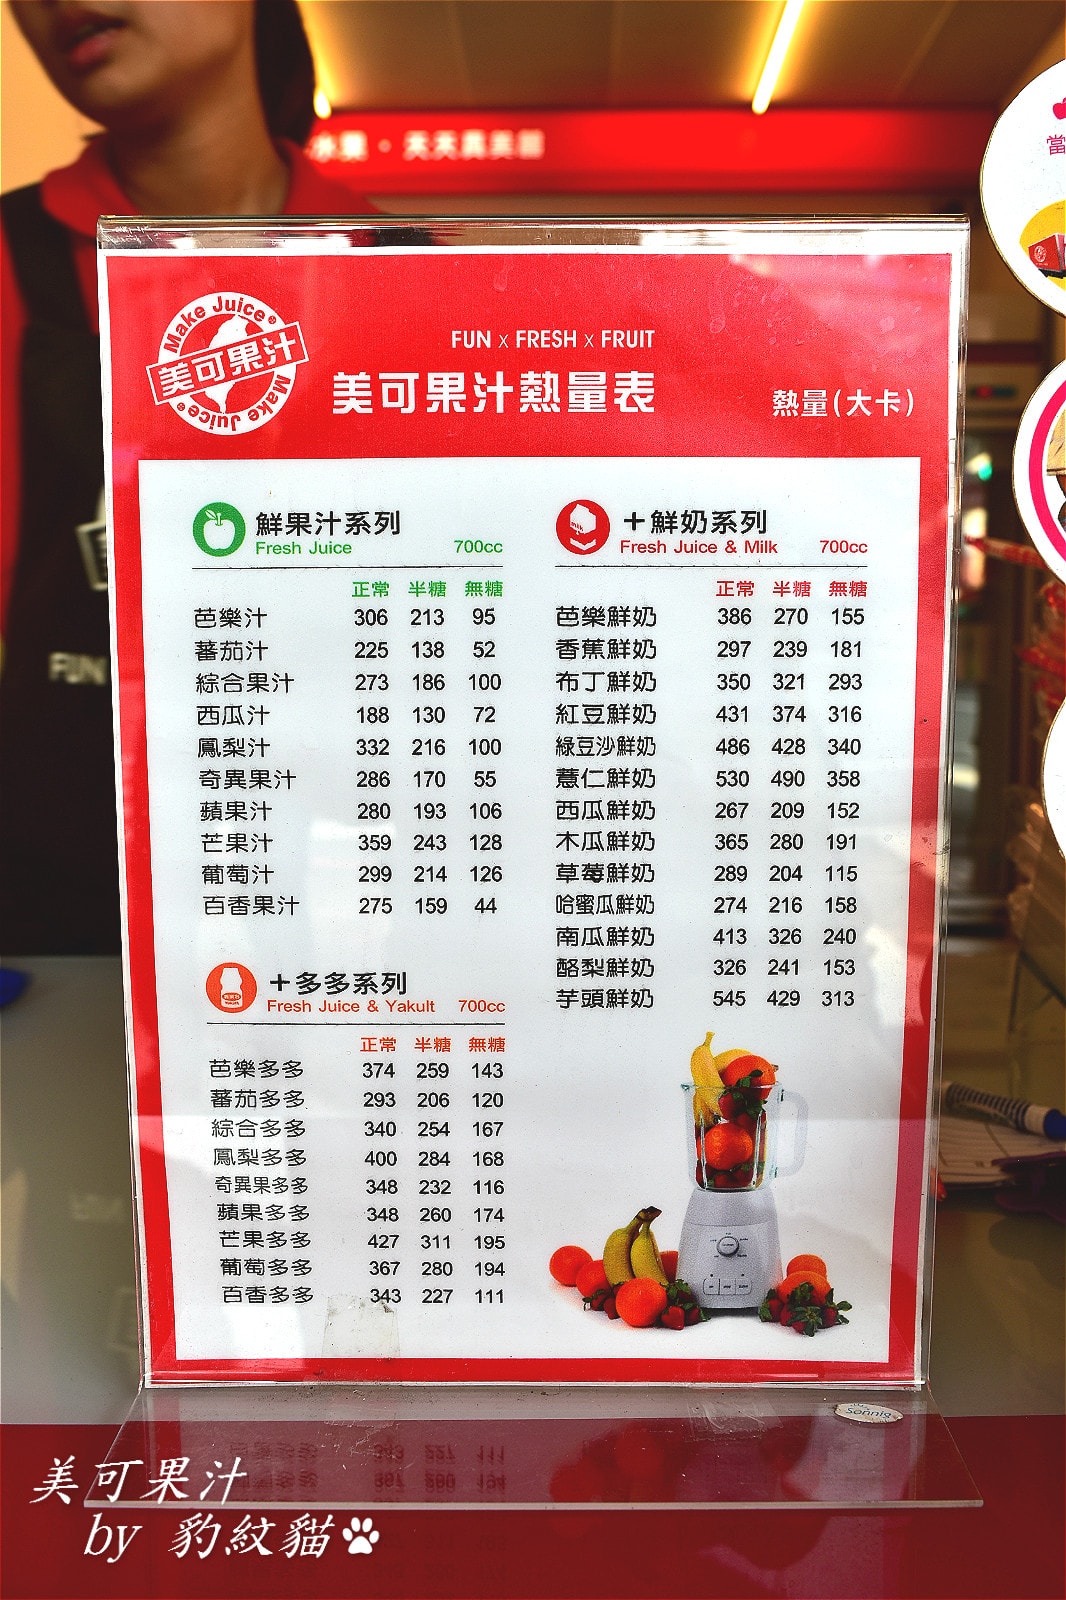 水果・天天真美麗
當
Make Juice®
美可果汁
Make Juice®
FUN x FRESH x FRUIT
美可果汁熱量表
熱量(大卡)
鮮果汁系列
Fresh Juice 700cc
正常 半糖 無糖
芭樂汁 306 213 95
蕃茄汁 225 138 52
綜合果汁 273 186 100
西瓜汁 188 130 72
鳳梨汁 332 216 100
奇異果汁 286 170 55
蘋果汁 280 193 106
芒果汁 359 243 128
葡萄汁 299 214 126
百香果汁 275 159 44
+多多系列
Fresh Juice & Yakult 700cc
正常 半糖 無糖
芭樂多多 374 259 143
蕃茄多多 293 206 120
綜合多多 340 254 167
鳳梨多多 400 284 168
奇異果多多 348 232 116
蘋果多多 348 260 174
芒果多多 427 311 195
葡萄多多 367 280 194
百香多多 343 227 111
+鮮奶系列
Fresh Juice & Milk 700cc
正常 半糖 無糖
芭樂鮮奶 386 270 155
香蕉鮮奶 297 239 181
布丁鮮奶 350 321 293
紅豆鮮奶 431 374 316
綠豆沙鮮奶 486 428 340
薏仁鮮奶 530 490 358
西瓜鮮奶 267 209 152
木瓜鮮奶 365 280 191
草莓鮮奶 289 204 115
哈蜜瓜鮮奶 274 216 158
南瓜鮮奶 413 326 240
酪梨鮮奶 326 241 153
芋頭鮮奶 545 429 313
FUN
Sonnig
美可果汁
by 豹紋貓